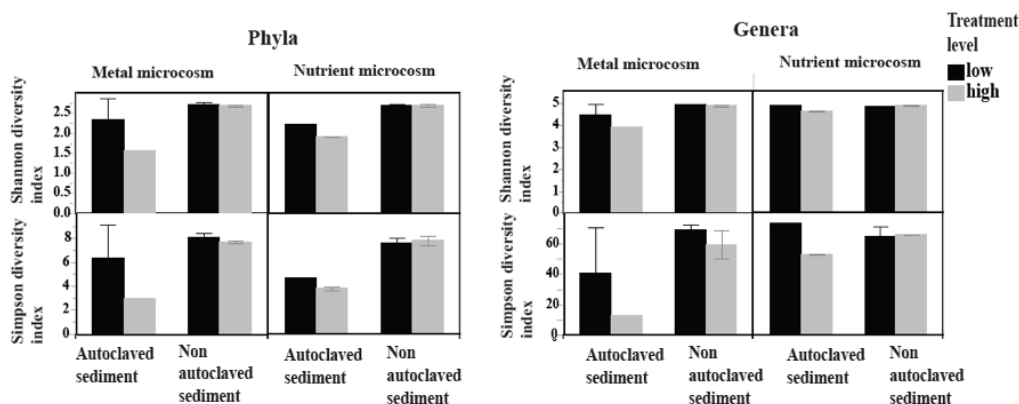 Phyla
Metal microcosm
Nutrient microcosm
Shannon diversity
index
2.5
2.0
1.5
1.0
0.5
0.0
Simpson diversity
index
8
6
4
2
0
Autoclaved
sediment
Non
autoclaved
sediment
Autoclaved
sediment
Non
autoclaved
sediment
Genera
Metal microcosm
Nutrient microcosm
Shannon diversity
index
5
4
3
2
1
0
Simpson diversity
index
60
40
20
0
Autoclaved
sediment
Non
autoclaved
sediment
Autoclaved
sediment
Non
autoclaved
sediment
Treatment
level
low
high